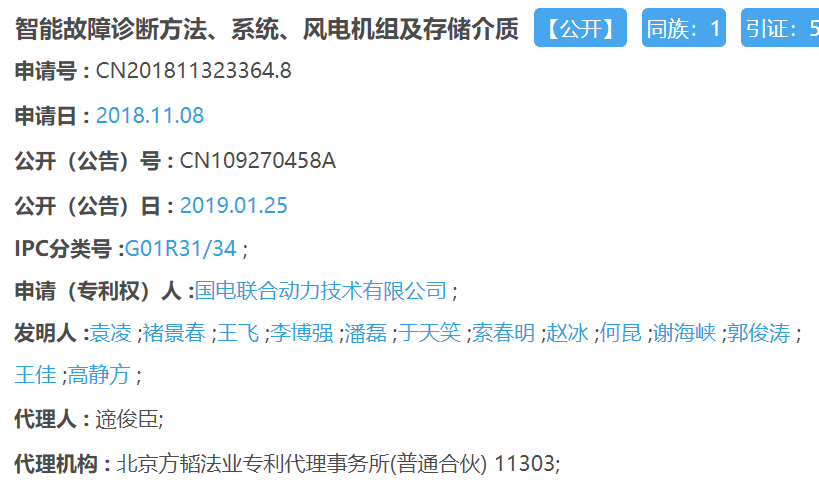 智能故障诊断方法、系统、风电机组及存储介质 【公开】 同族：1 引证：5
申请号：CN201811323364.8
申请日：2018.11.08
公开（公告）号：CN109270458A
公开（公告）日：2019.01.25
IPC分类号：G01R31/34；
申请（专利权）人：国电联合动力技术有限公司；
发明人：袁凌；褚景春；王飞；李博强；潘磊；于天笑；索春明；赵冰；何昆；谢海峡；郭俊涛；
王佳；高静方；
代理人：遆俊臣;
代理机构：北京方韬法业专利代理事务所(普通合伙) 11303;